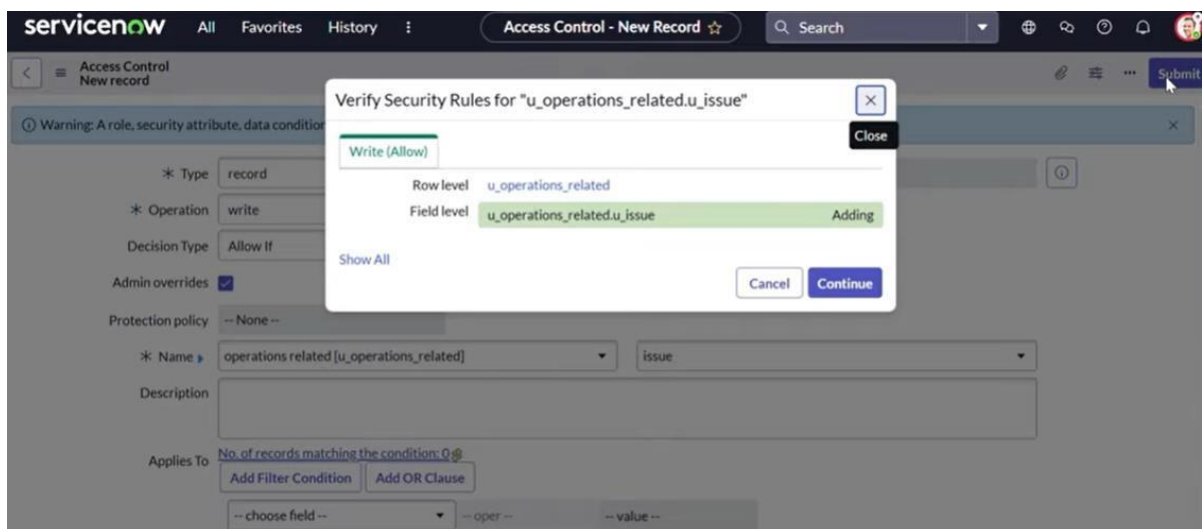 servicenow All Favorites History Access Control - New Record Search
Access Control
New record
Submit
Verify Security Rules for "u_operations_related.u_issue"
Close
Warning: A role, security attribute, data condition
Write (Allow)
Type record
Row level u_operations_related
Operation write
Field level u_operations_related.u_issue Adding
Decision Type Allow If
Show All
Admin overrides
Cancel Continue
Protection policy -- None --
Name operations related [u_operations_related] issue
Description
Applies To No. of records matching the condition: 0
Add Filter Condition Add OR Clause
-- choose field -- -- oper -- -- value --